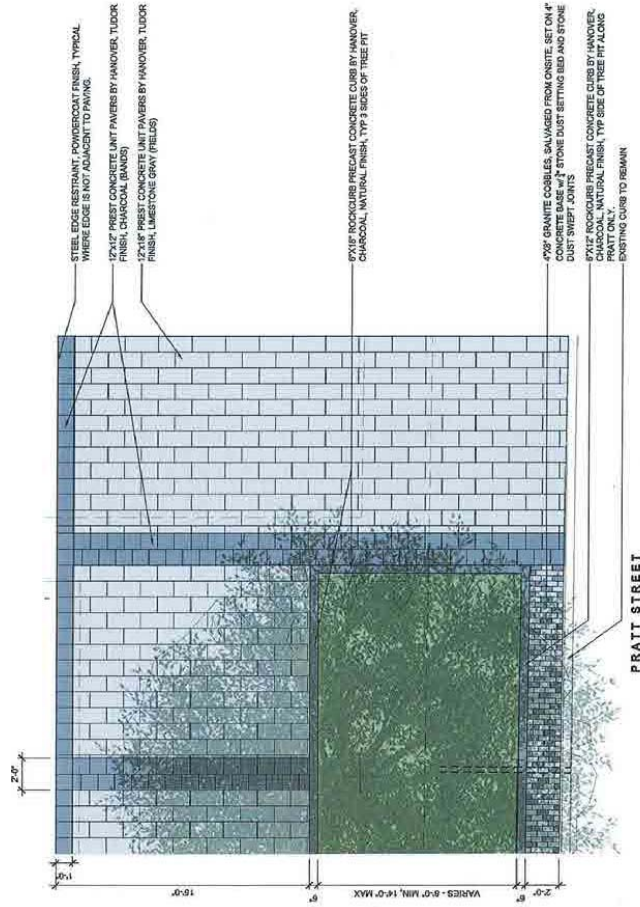 STEEL EDGE RESTRAINT, POWDERCOAT FINISH, TYPICAL
WHERE EDGE IS NOT ADJACENT TO PAVING.
12"X12" PREST CONCRETE UNIT PAVERS BY HANOVER, TUDOR
FINISH, CHARCOAL (BANDS)
12"X18" PREST CONCRETE UNIT PAVERS BY HANOVER, TUDOR
FINISH, LIMESTONE GRAY (FIELDS)
6"X18" ROCKCURB PRECAST CONCRETE CURB BY HANOVER,
CHARCOAL, NATURAL FINISH, TYP 3 SIDES OF TREE PIT
4"X8" GRANITE COBBLES, SALVAGED FROM ONSITE, SET ON 4"
CONCRETE BASE w/ STONE DUST SETTING BED AND STONE
DUST SWEPT JOINTS
6"X12" ROCKCURB PRECAST CONCRETE CURB BY HANOVER,
CHARCOAL, NATURAL FINISH, TYP SIDE OF TREE PIT ALONG
PRATT ONLY.
EXISTING CURB TO REMAIN
2'-0"
1'-0"
15'-0"
6"
VARIES - 8'-0" MIN, 14'-0" MAX
6"
2'-0"
PRATT STREET